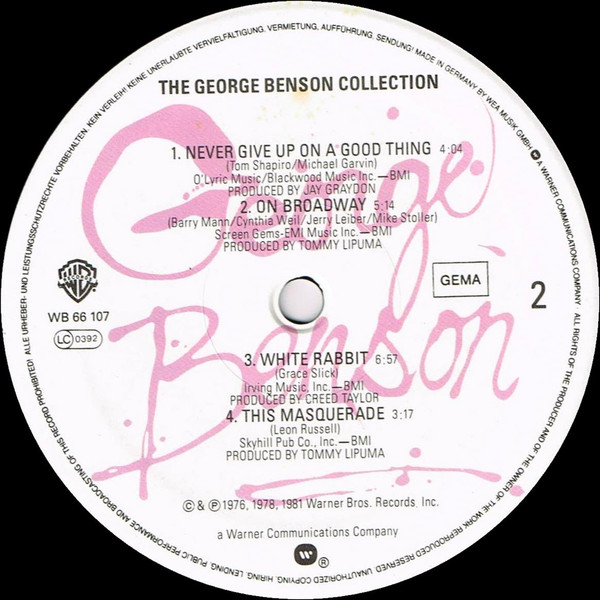 ALLE URHEBER- UND LEISTUNGSSCHUTZRECHTE VORBEHALTEN. KEIN VERLEIH! KEINE UNERLAUBTE VERVIELFÄLTIGUNG, VERMIETUNG, AUFFÜHRUNG, SENDUNG! MADE IN GERMANY BY WEA MUSIK GMBH
A WARNER COMMUNICATIONS COMPANY · ALL RIGHTS OF THE PRODUCER AND OF THE OWNER OF THE WORK REPRODUCED RESERVED. UNAUTHORIZED COPYING, HIRING, LENDING, PUBLIC PERFORMANCE AND BROADCASTING OF THIS RECORD PROHIBITED!
THE GEORGE BENSON COLLECTION
George
Benson
1. NEVER GIVE UP ON A GOOD THING 4:04
(Tom Shapiro/Michael Garvin)
O'Lyric Music/Blackwood Music Inc.—BMI
PRODUCED BY JAY GRAYDON
2. ON BROADWAY 5:14
(Barry Mann/Cynthia Weil/Jerry Leiber/Mike Stoller)
Screen Gems-EMI Music Inc.—BMI
PRODUCED BY TOMMY LIPUMA
WB RECORDS
WB 66 107
LC 0392
GEMA
2
3. WHITE RABBIT 6:57
(Grace Slick)
Irving Music, Inc.—BMI
PRODUCED BY CREED TAYLOR
4. THIS MASQUERADE 3:17
(Leon Russell)
Skyhill Pub Co., Inc.—BMI
PRODUCED BY TOMMY LIPUMA
© & ℗ 1976, 1978, 1981 Warner Bros. Records, Inc.
a Warner Communications Company
®